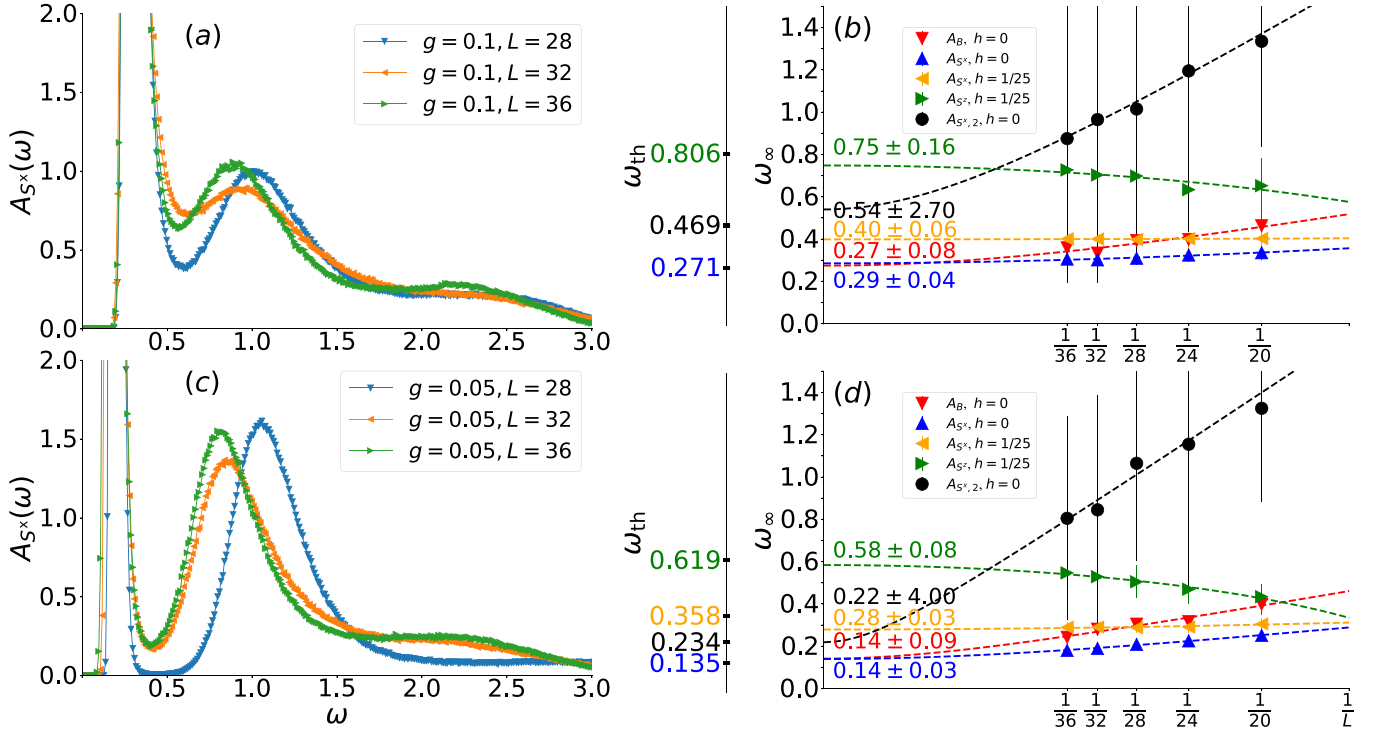 (a)
g = 0.1, L = 28
g = 0.1, L = 32
g = 0.1, L = 36
A_{S^x}(ω)
2.0
1.5
1.0
0.5
0.0
0.5 1.0 1.5 2.0 2.5 3.0
ω
ω_th
0.806
0.469
0.271
(b)
A_B, h = 0
A_{S^x}, h = 0
A_{S^x}, h = 1/25
A_{S^z}, h = 1/25
A_{S^x,2}, h = 0
ω_∞
1.4
1.2
1.0
0.8
0.6
0.4
0.2
0.0
0.75 ± 0.16
0.54 ± 2.70
0.40 ± 0.06
0.27 ± 0.08
0.29 ± 0.04
1/36 1/32 1/28 1/24 1/20
(c)
g = 0.05, L = 28
g = 0.05, L = 32
g = 0.05, L = 36
A_{S^x}(ω)
2.0
1.5
1.0
0.5
0.0
0.5 1.0 1.5 2.0 2.5 3.0
ω
ω_th
0.619
0.358
0.234
0.135
(d)
A_B, h = 0
A_{S^x}, h = 0
A_{S^x}, h = 1/25
A_{S^z}, h = 1/25
A_{S^x,2}, h = 0
ω_∞
1.4
1.2
1.0
0.8
0.6
0.4
0.2
0.0
0.58 ± 0.08
0.22 ± 4.00
0.28 ± 0.03
0.14 ± 0.09
0.14 ± 0.03
1/36 1/32 1/28 1/24 1/20 1/L